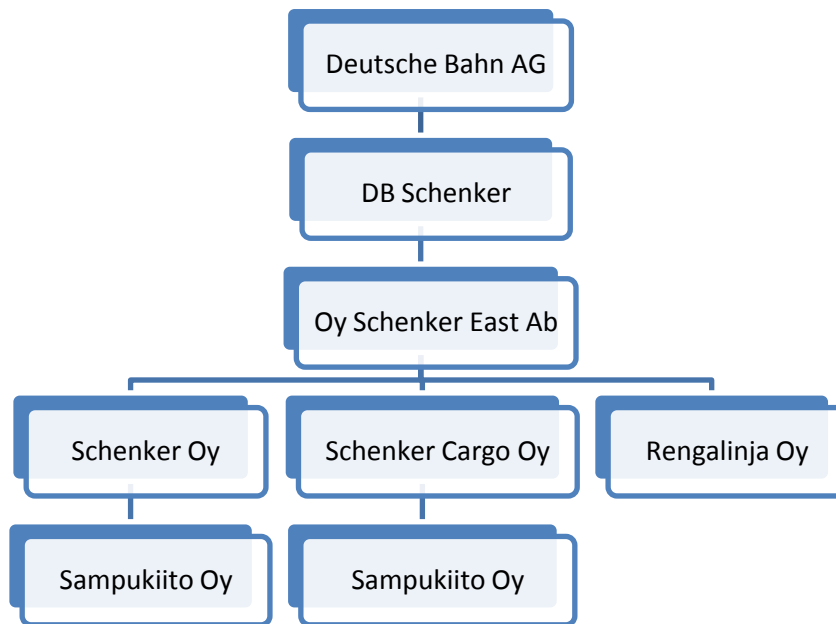 Deutsche Bahn AG
DB Schenker
Oy Schenker East Ab
Schenker Oy
Schenker Cargo Oy
Rengalinja Oy
Sampukiito Oy
Sampukiito Oy